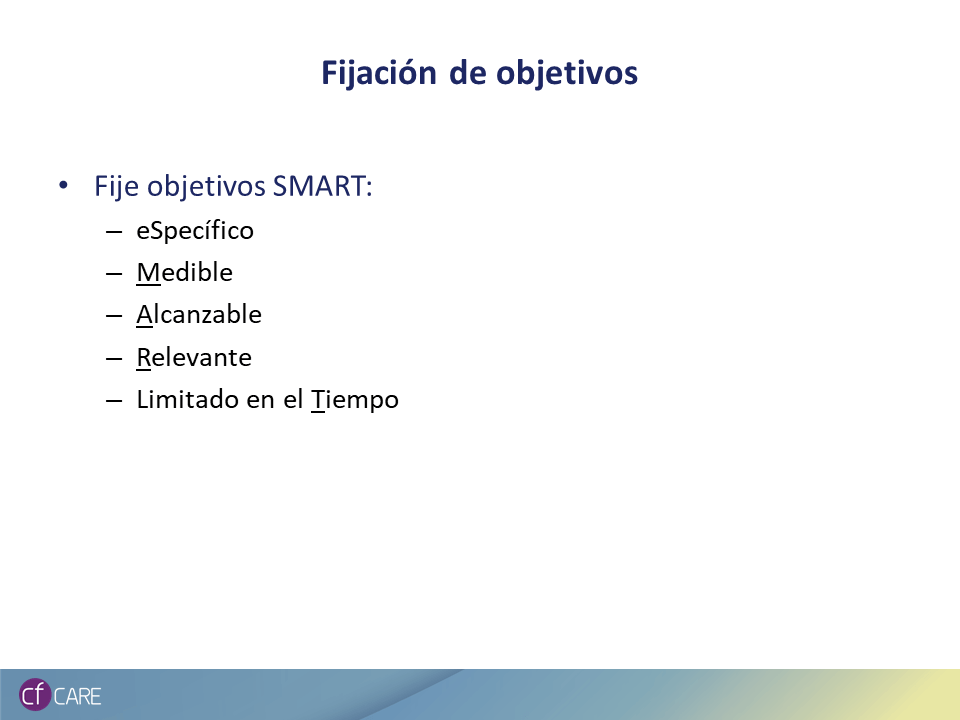 Fijación de objetivos
• Fije objetivos SMART:
– eSpecífico
– Medible
– Alcanzable
– Relevante
– Limitado en el Tiempo
cf CARE